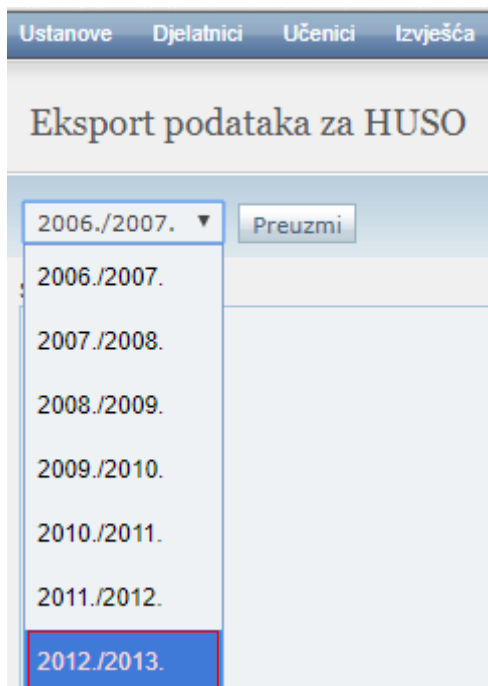 Ustanove Djelatnici Učenici Izvješća
Eksport podataka za HUSO
2006./2007. Preuzmi
2006./2007.
2007./2008.
2008./2009.
2009./2010.
2010./2011.
2011./2012.
2012./2013.